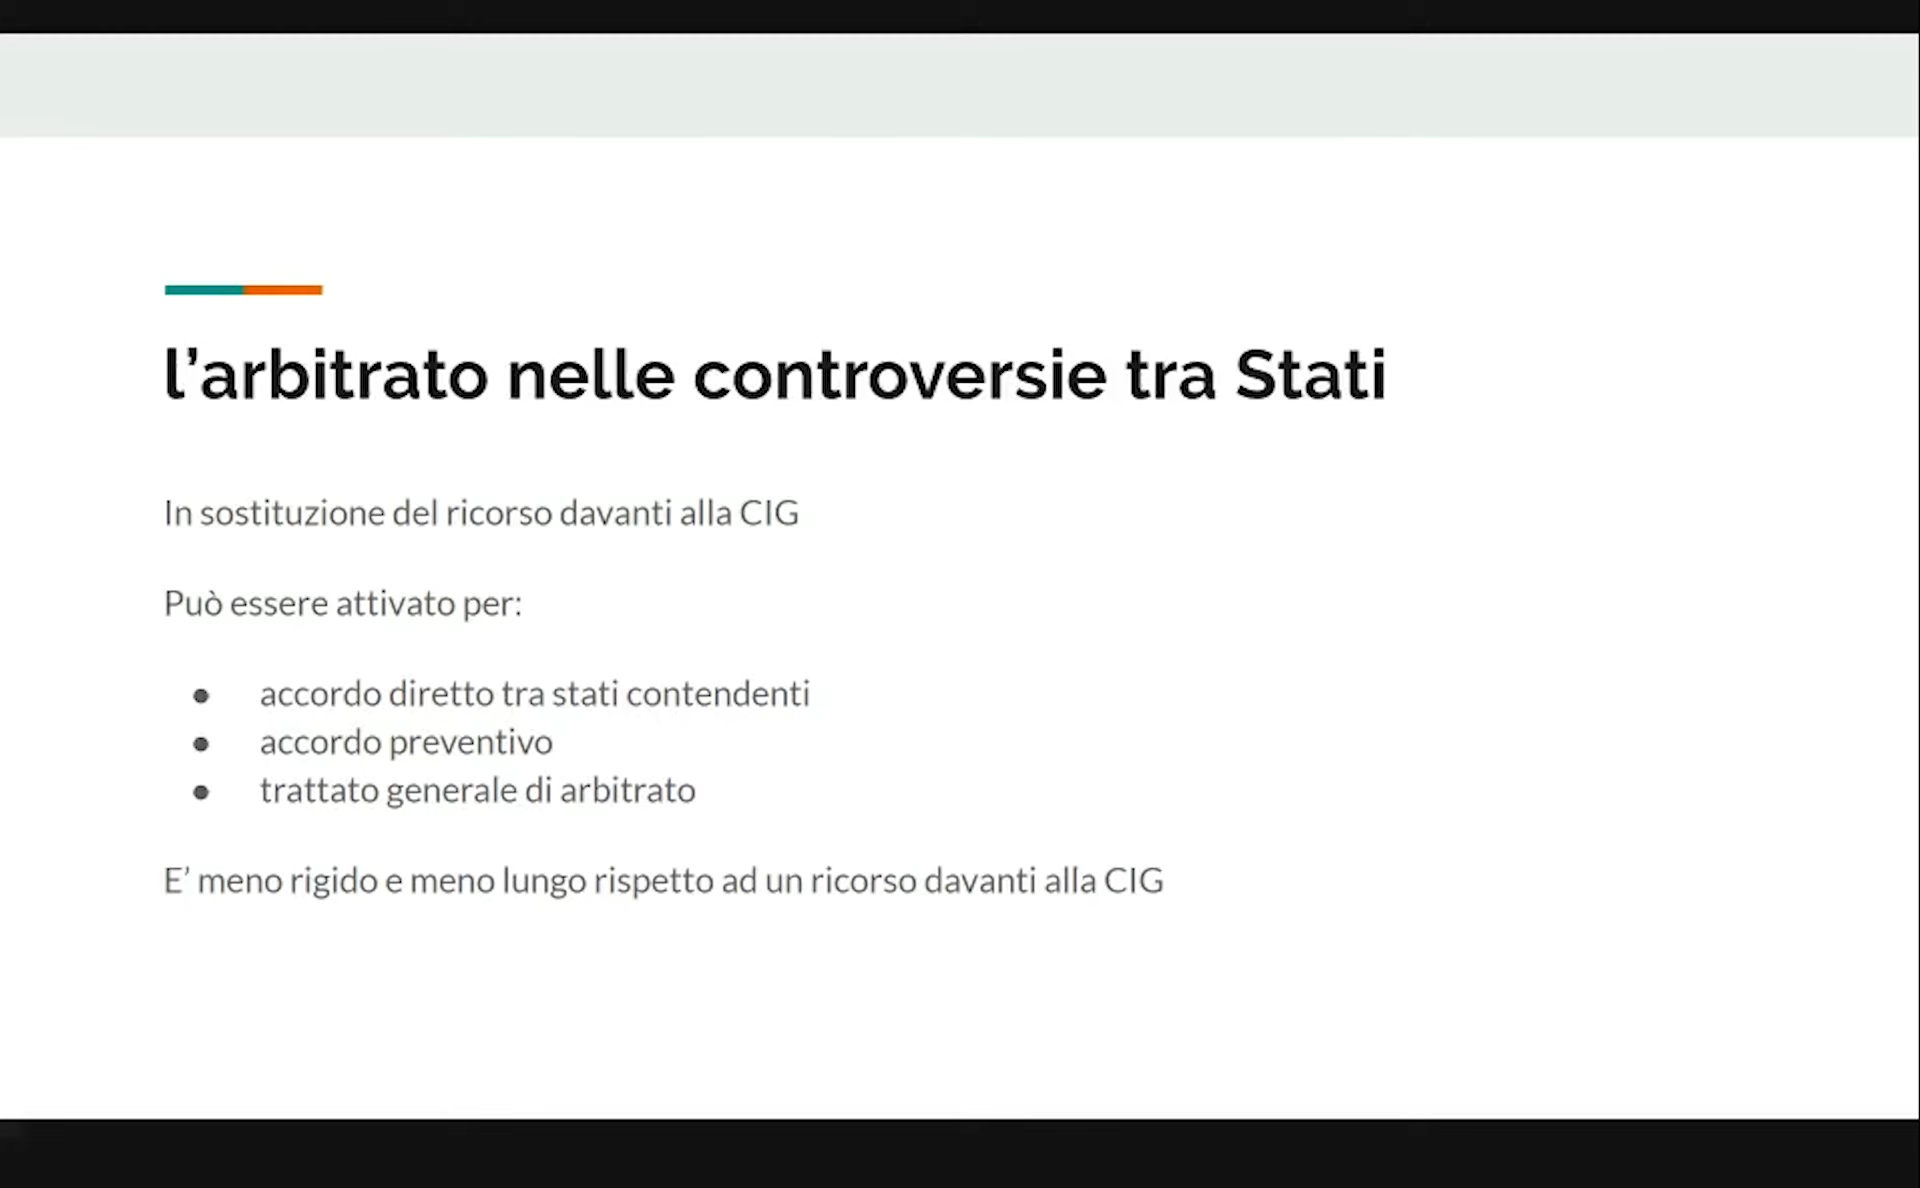 l’arbitrato nelle controversie tra Stati
In sostituzione del ricorso davanti alla CIG
Può essere attivato per:
● accordo diretto tra stati contendenti
● accordo preventivo
● trattato generale di arbitrato
E’ meno rigido e meno lungo rispetto ad un ricorso davanti alla CIG